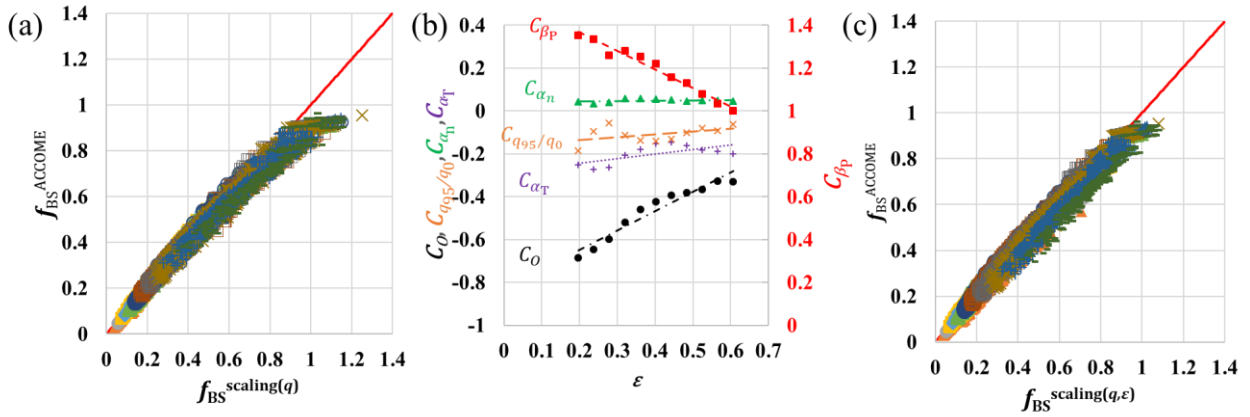 (a)
1.4
1.2
1
0.8
0.6
0.4
0.2
0
0 0.2 0.4 0.6 0.8 1 1.2 1.4
f_BS^ACCOME
f_BS^scaling(q)
(b)
0.4
0.2
0
-0.2
-0.4
-0.6
-0.8
-1
C_O, C_q95/q0, C_αn, C_αT
C_βP
C_αn
C_q95/q0
C_αT
C_O
0 0.1 0.2 0.3 0.4 0.5 0.6 0.7
ε
1.4
1.2
1
0.8
0.6
0.4
0.2
0
C_βP
(c)
1.4
1.2
1
0.8
0.6
0.4
0.2
0
0 0.2 0.4 0.6 0.8 1 1.2 1.4
f_BS^ACCOME
f_BS^scaling(q,ε)